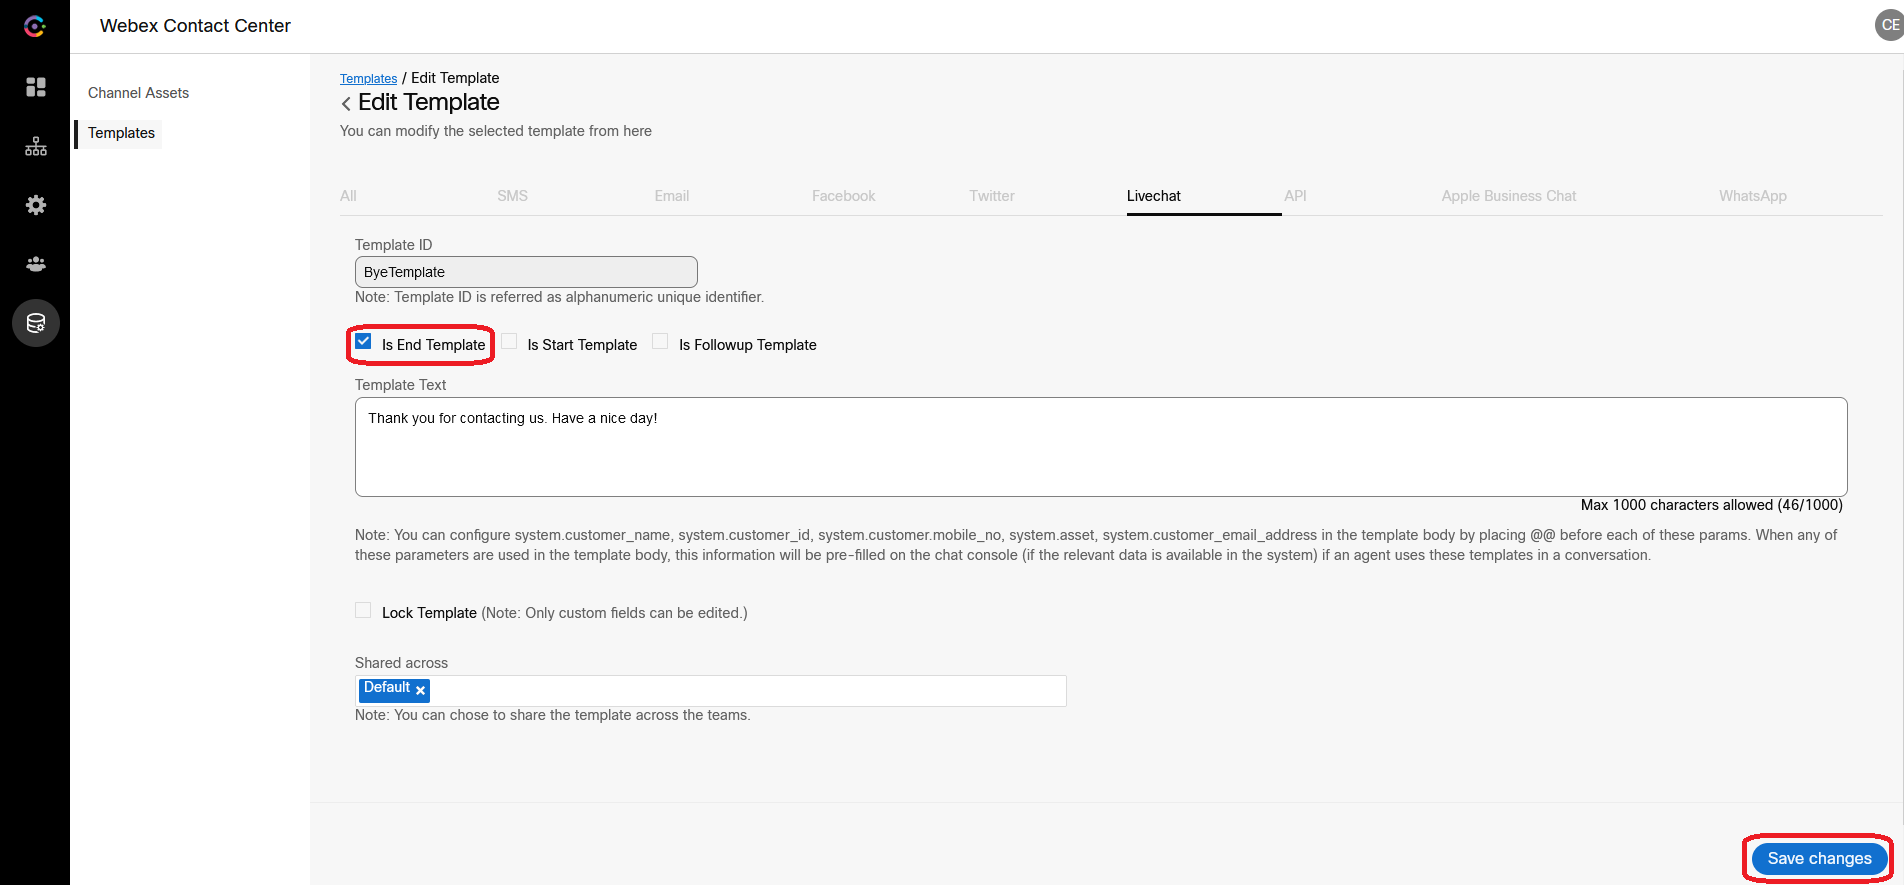 Webex Contact Center
CE
Channel Assets
Templates
Templates / Edit Template
Edit Template
You can modify the selected template from here
All SMS Email Facebook Twitter Livechat API Apple Business Chat WhatsApp
Template ID
ByeTemplate
Note: Template ID is referred as alphanumeric unique identifier.
Is End Template Is Start Template Is Followup Template
Template Text
Thank you for contacting us. Have a nice day!
Max 1000 characters allowed (46/1000)
Note: You can configure system.customer_name, system.customer_id, system.customer.mobile_no, system.asset, system.customer_email_address in the template body by placing @@ before each of these params. When any of
these parameters are used in the template body, this information will be pre-filled on the chat console (if the relevant data is available in the system) if an agent uses these templates in a conversation.
Lock Template (Note: Only custom fields can be edited.)
Shared across
Default
Note: You can chose to share the template across the teams.
Save changes